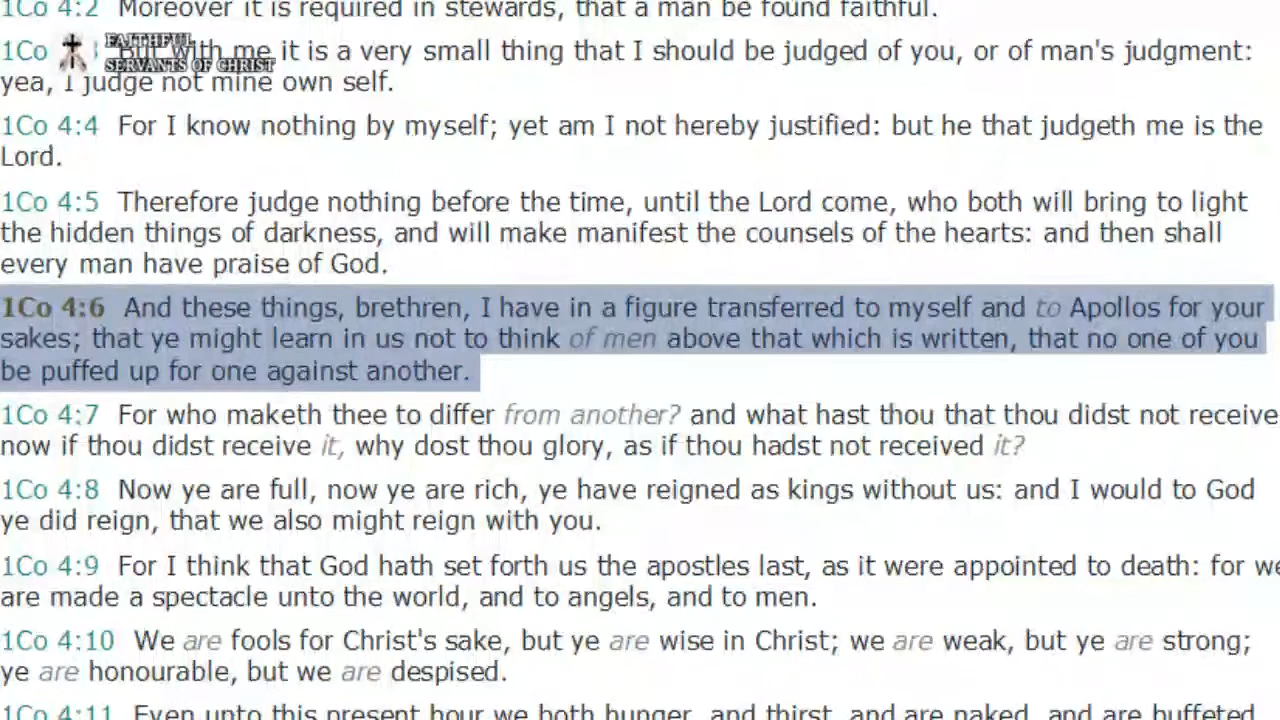 1Co 4:2 Moreover it is required in stewards, that a man be found faithful.
1Co But with me it is a very small thing that I should be judged of you, or of man's judgment:
FAITHFUL
SERVANTS OF CHRIST
yea, I judge not mine own self.
1Co 4:4 For I know nothing by myself; yet am I not hereby justified: but he that judgeth me is the
Lord.
1Co 4:5 Therefore judge nothing before the time, until the Lord come, who both will bring to light
the hidden things of darkness, and will make manifest the counsels of the hearts: and then shall
every man have praise of God.
1Co 4:6 And these things, brethren, I have in a figure transferred to myself and to Apollos for your
sakes; that ye might learn in us not to think of men above that which is written, that no one of you
be puffed up for one against another.
1Co 4:7 For who maketh thee to differ from another? and what hast thou that thou didst not receive
now if thou didst receive it, why dost thou glory, as if thou hadst not received it?
1Co 4:8 Now ye are full, now ye are rich, ye have reigned as kings without us: and I would to God
ye did reign, that we also might reign with you.
1Co 4:9 For I think that God hath set forth us the apostles last, as it were appointed to death: for we
are made a spectacle unto the world, and to angels, and to men.
1Co 4:10 We are fools for Christ's sake, but ye are wise in Christ; we are weak, but ye are strong;
ye are honourable, but we are despised.
1Co 4:11 Even unto this present hour we both hunger, and thirst, and are naked, and are buffeted,